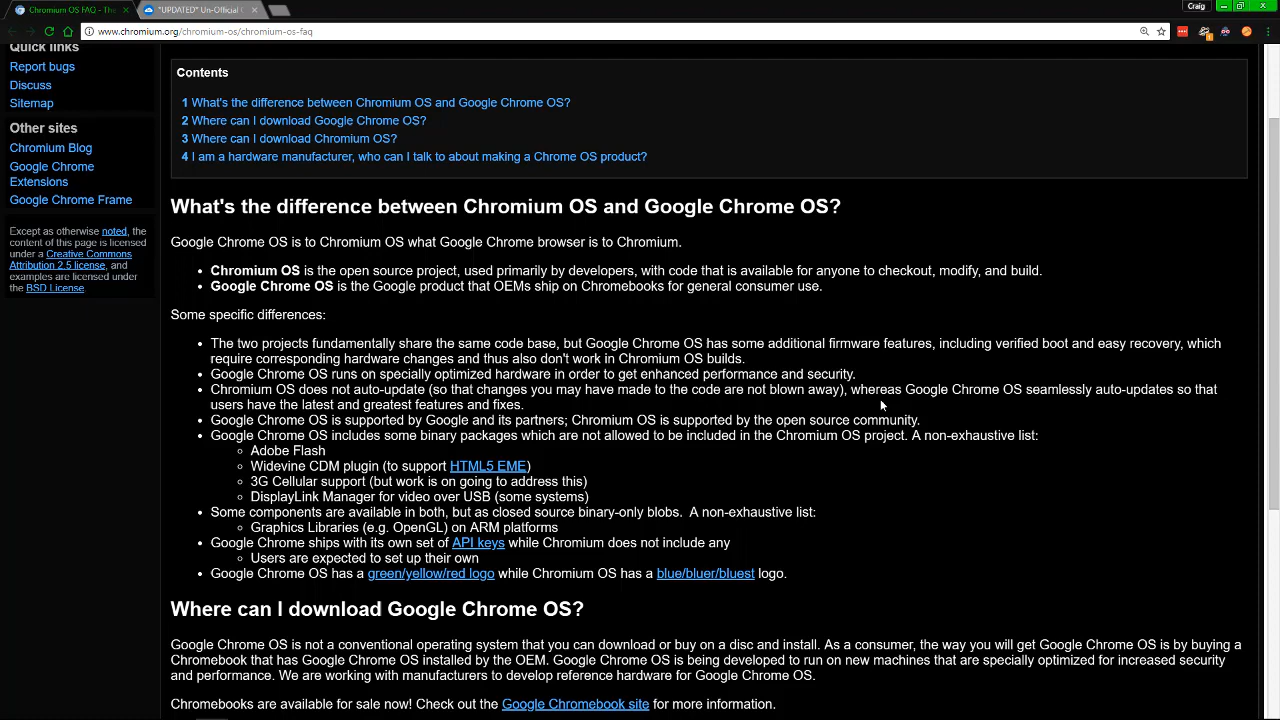 Chromium OS FAQ - The
*UPDATED* Un-Official C
Craig
www.chromium.org/chromium-os/chromium-os-faq
Quick links
Report bugs
Discuss
Sitemap
Other sites
Chromium Blog
Google Chrome
Extensions
Google Chrome Frame
Except as otherwise noted, the
content of this page is licensed
under a Creative Commons
Attribution 2.5 license, and
examples are licensed under
the BSD License.
Contents
1 What's the difference between Chromium OS and Google Chrome OS?
2 Where can I download Google Chrome OS?
3 Where can I download Chromium OS?
4 I am a hardware manufacturer, who can I talk to about making a Chrome OS product?
What's the difference between Chromium OS and Google Chrome OS?
Google Chrome OS is to Chromium OS what Google Chrome browser is to Chromium.
• Chromium OS is the open source project, used primarily by developers, with code that is available for anyone to checkout, modify, and build.
• Google Chrome OS is the Google product that OEMs ship on Chromebooks for general consumer use.
Some specific differences:
• The two projects fundamentally share the same code base, but Google Chrome OS has some additional firmware features, including verified boot and easy recovery, which
require corresponding hardware changes and thus also don't work in Chromium OS builds.
• Google Chrome OS runs on specially optimized hardware in order to get enhanced performance and security.
• Chromium OS does not auto-update (so that changes you may have made to the code are not blown away), whereas Google Chrome OS seamlessly auto-updates so that
users have the latest and greatest features and fixes.
• Google Chrome OS is supported by Google and its partners; Chromium OS is supported by the open source community.
• Google Chrome OS includes some binary packages which are not allowed to be included in the Chromium OS project. A non-exhaustive list:
Adobe Flash
Widevine CDM plugin (to support HTML5 EME)
3G Cellular support (but work is on going to address this)
DisplayLink Manager for video over USB (some systems)
• Some components are available in both, but as closed source binary-only blobs. A non-exhaustive list:
Graphics Libraries (e.g. OpenGL) on ARM platforms
• Google Chrome ships with its own set of API keys while Chromium does not include any
Users are expected to set up their own
• Google Chrome OS has a green/yellow/red logo while Chromium OS has a blue/bluer/bluest logo.
Where can I download Google Chrome OS?
Google Chrome OS is not a conventional operating system that you can download or buy on a disc and install. As a consumer, the way you will get Google Chrome OS is by buying a
Chromebook that has Google Chrome OS installed by the OEM. Google Chrome OS is being developed to run on new machines that are specially optimized for increased security
and performance. We are working with manufacturers to develop reference hardware for Google Chrome OS.
Chromebooks are available for sale now! Check out the Google Chromebook site for more information.